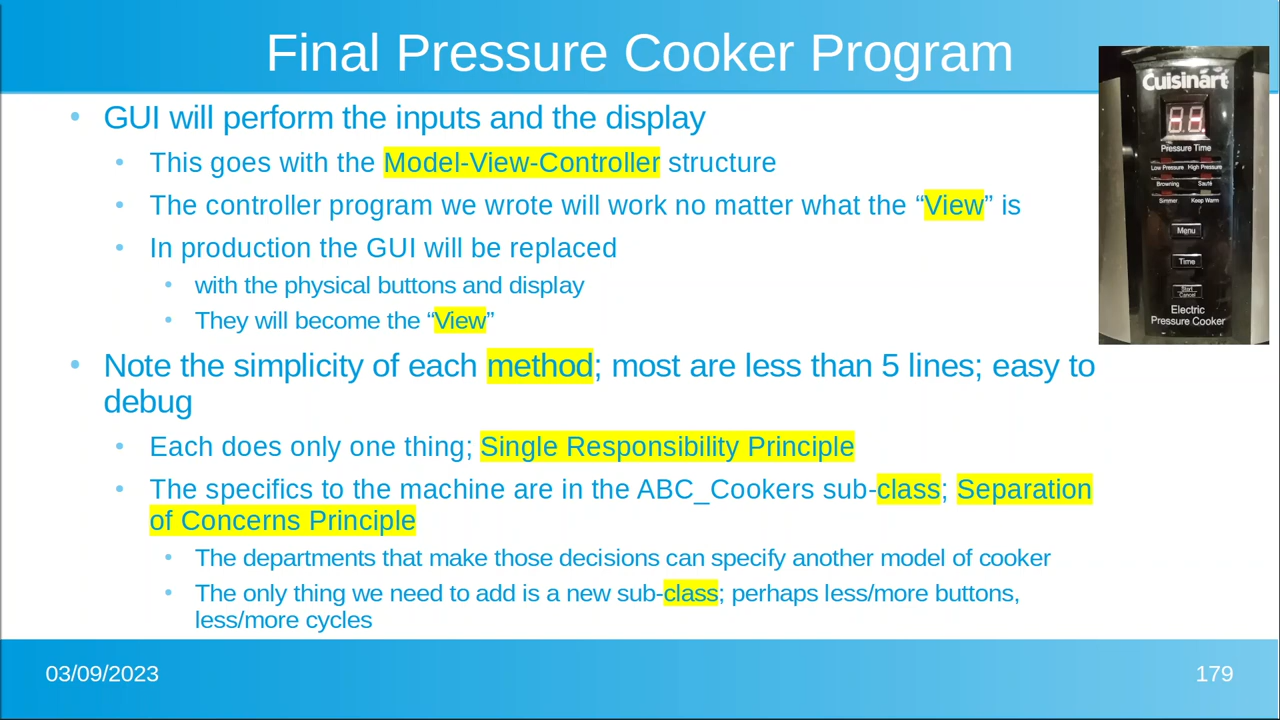 Final Pressure Cooker Program
GUI will perform the inputs and the display
This goes with the Model-View-Controller structure
The controller program we wrote will work no matter what the “View” is
In production the GUI will be replaced
with the physical buttons and display
They will become the “View”
Note the simplicity of each method; most are less than 5 lines; easy to
debug
Each does only one thing; Single Responsibility Principle
The specifics to the machine are in the ABC_Cookers sub-class; Separation
of Concerns Principle
The departments that make those decisions can specify another model of cooker
The only thing we need to add is a new sub-class; perhaps less/more buttons,
less/more cycles
Cuisinart
88
Pressure Time
Low Pressure High Pressure
Browning Sauté
Simmer Keep Warm
Menu
Time
Start
Cancel
Electric
Pressure Cooker
03/09/2023
179